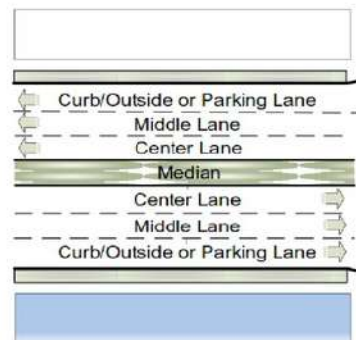 Curb/Outside or Parking Lane
Middle Lane
Center Lane
Median
Center Lane
Middle Lane
Curb/Outside or Parking Lane